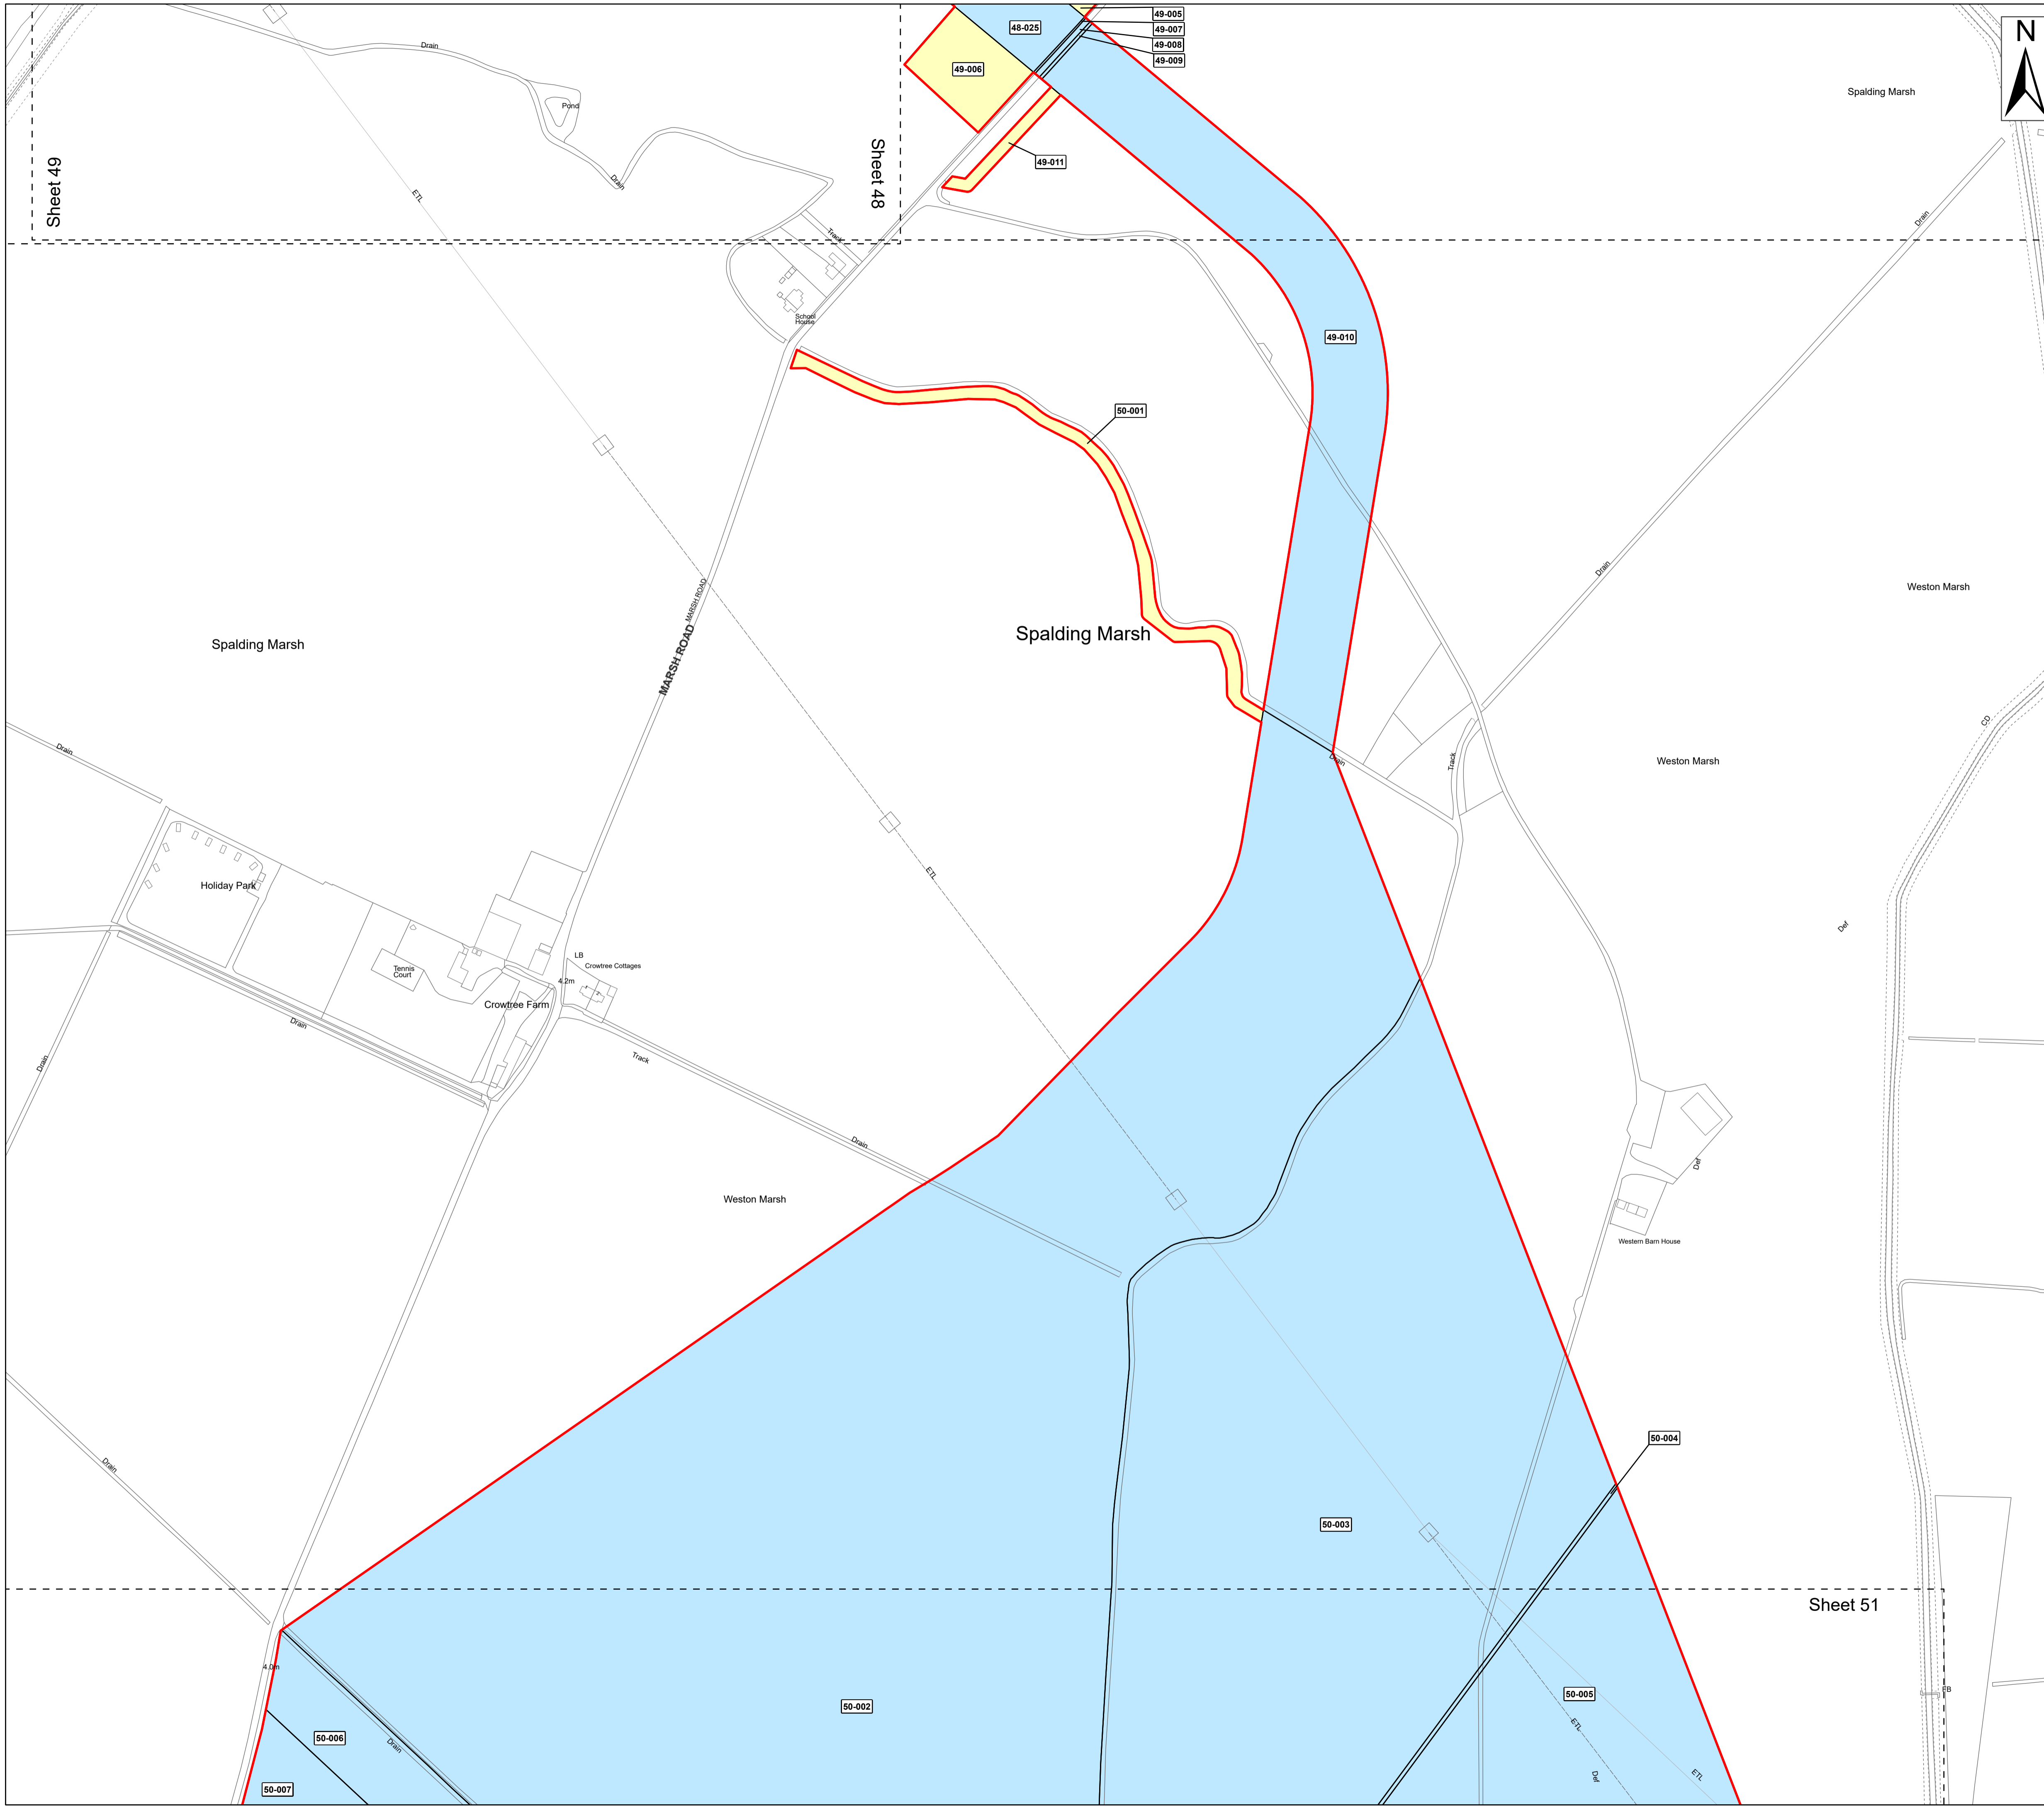 49-005
48-025
49-007
49-008
49-009
49-006
N
Drain
Pond
Spalding Marsh
Sheet 49
Sheet 48
49-011
ETL
Drain
Drain
Track
School
House
49-010
50-001
Drain
MARSH ROAD
MARSH ROAD
Spalding Marsh
Spalding Marsh
Weston Marsh
CD
Drain
Drain
Track
Weston Marsh
ETL
Holiday Park
Def
LB
Crowtree Cottages
Tennis
Court
4.2m
1
2
Crowtree Farm
Drain
Drain
Track
Drain
Def
Weston Marsh
Western Barn House
50-004
Drain
50-003
Sheet 51
4.0m
FB
50-005
50-002
ETL
50-006
Drain
ETL
Def
50-007